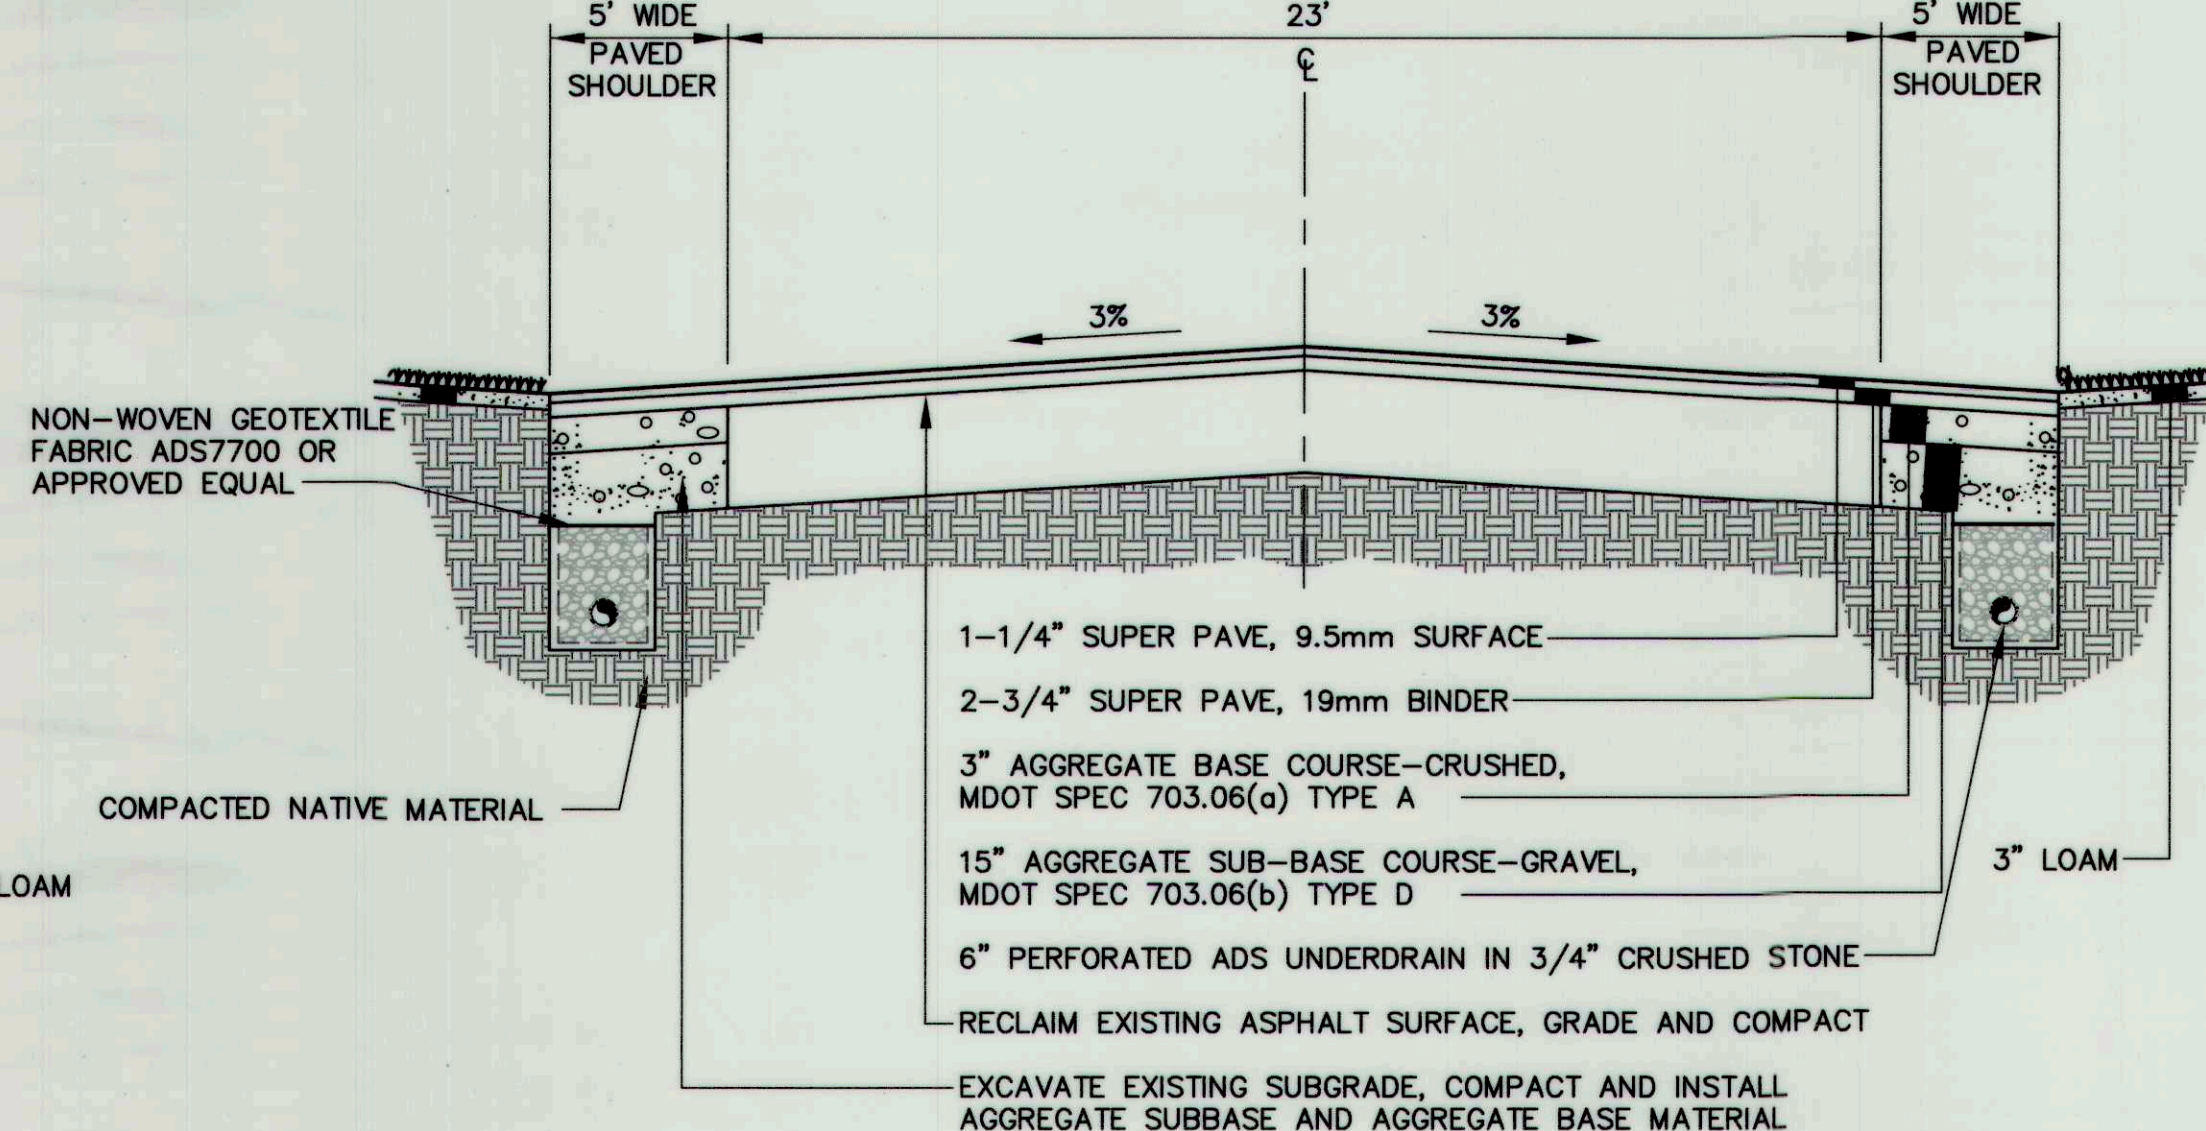 5' WIDE
PAVED
SHOULDER
23'
℄
5' WIDE
PAVED
SHOULDER
3%
3%
NON-WOVEN GEOTEXTILE
FABRIC ADS7700 OR
APPROVED EQUAL
COMPACTED NATIVE MATERIAL
LOAM
1-1/4" SUPER PAVE, 9.5mm SURFACE
2-3/4" SUPER PAVE, 19mm BINDER
3" AGGREGATE BASE COURSE-CRUSHED,
MDOT SPEC 703.06(a) TYPE A
15" AGGREGATE SUB-BASE COURSE-GRAVEL,
MDOT SPEC 703.06(b) TYPE D
3" LOAM
6" PERFORATED ADS UNDERDRAIN IN 3/4" CRUSHED STONE
RECLAIM EXISTING ASPHALT SURFACE, GRADE AND COMPACT
EXCAVATE EXISTING SUBGRADE, COMPACT AND INSTALL
AGGREGATE SUBBASE AND AGGREGATE BASE MATERIAL